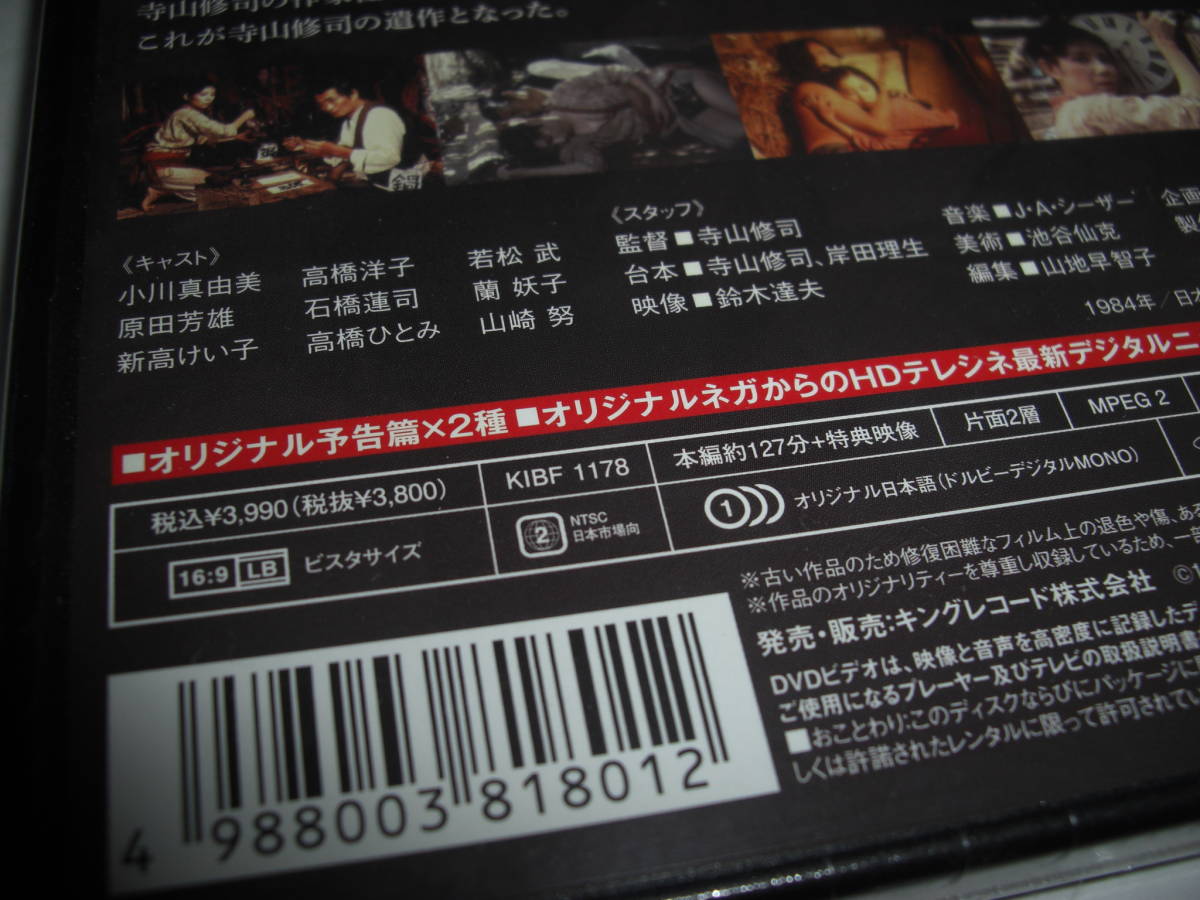 寺山修司の作家
これが寺山修司の遺作となった。
鍋
《キャスト》
小川真由美 高橋洋子 若松 武
原田芳雄 石橋蓮司 蘭 妖子
新高けい子 高橋ひとみ 山崎 努
《スタッフ》
監督■寺山修司
台本■寺山修司、岸田理生
映像■鈴木達夫
音楽■J・A・シーザー
美術■池谷仙克
編集■山地早智子
企画
製
1984年/日
■オリジナル予告篇×2種■オリジナルネガからのHDテレシネ最新デジタルニ
税込¥3,990(税抜¥3,800) KIBF 1178 本編約127分+特典映像 片面2層 MPEG 2
16:9 LB ビスタサイズ 2 NTSC 日本市場向 1 オリジナル日本語(ドルビーデジタルMONO)
※古い作品のため修復困難なフィルム上の退色や傷、あ
※作品のオリジナリティーを尊重し収録しているため、一
発売・販売:キングレコード株式会社 ©1
DVDビデオは、映像と音声を高密度に記録したデ
ご使用になるプレーヤー及びテレビの取扱説明書
■おことわり:このディスクならびにパッケージに
しくは許諾されたレンタルに限って許可されてい
4 988003 818012